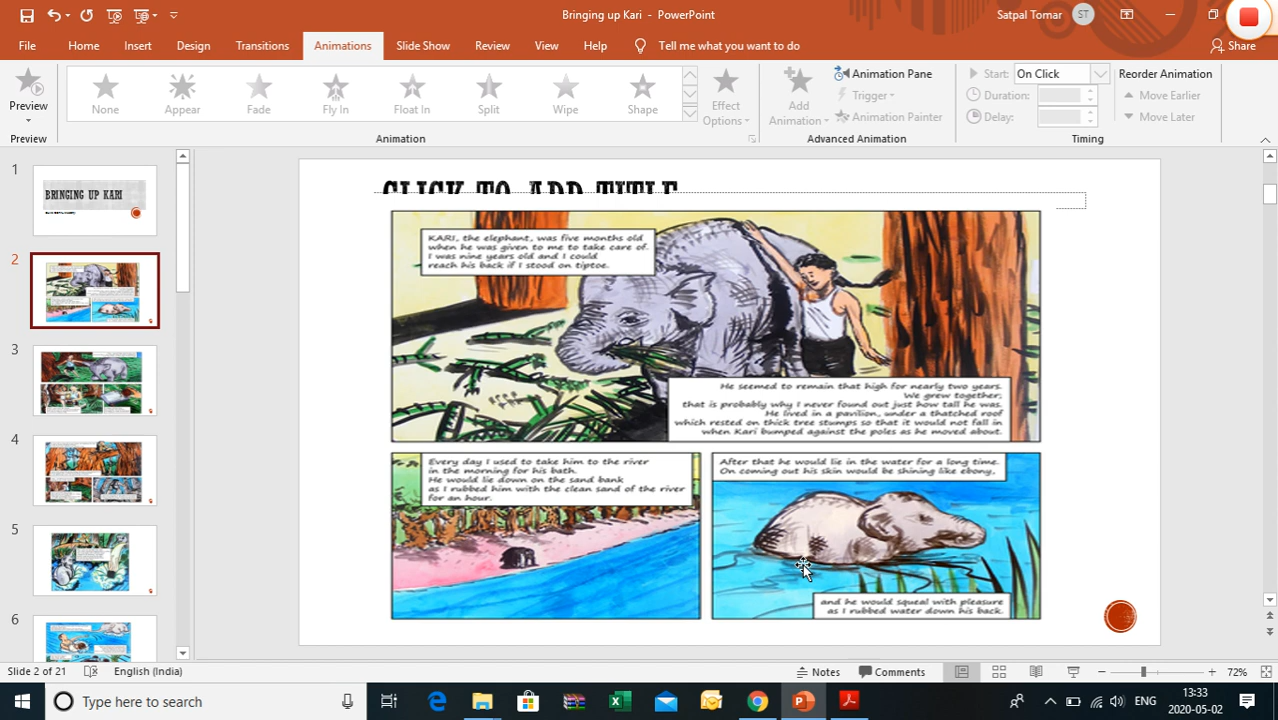 Bringing up Kari - PowerPoint
Satpal Tomar ST
File Home Insert Design Transitions Animations Slide Show Review View Help Tell me what you want to do Share
Preview
None Appear Fade Fly In Float In Split Wipe Shape
Effect Options
Add Animation
Animation Pane
Trigger
Animation Painter
Start: On Click
Duration:
Delay:
Reorder Animation
Move Earlier
Move Later
Preview Animation Advanced Animation Timing
1
BRINGING UP KARI
2
3
4
5
6
CLICK TO ADD TITLE
KARI, the elephant, was five months old
when he was given to me to take care of.
I was nine years old and I could
reach his back if I stood on tiptoe.
He seemed to remain that high for nearly two years.
We grew together;
that is probably why I never found out just how tall he was.
He lived in a pavilion, under a thatched roof
which rested on thick tree stumps so that it would not fall in
when Kari bumped against the poles as he moved about.
Every day I used to take him to the river
in the morning for his bath.
He would lie down on the sand bank
as I rubbed him with the clean sand of the river
for an hour.
After that he would lie in the water for a long time.
On coming out his skin would be shining like ebony,
and he would squeal with pleasure
as I rubbed water down his back.
Slide 2 of 21 English (India) Notes Comments 72%
Type here to search
ENG
13:33
2020-05-02